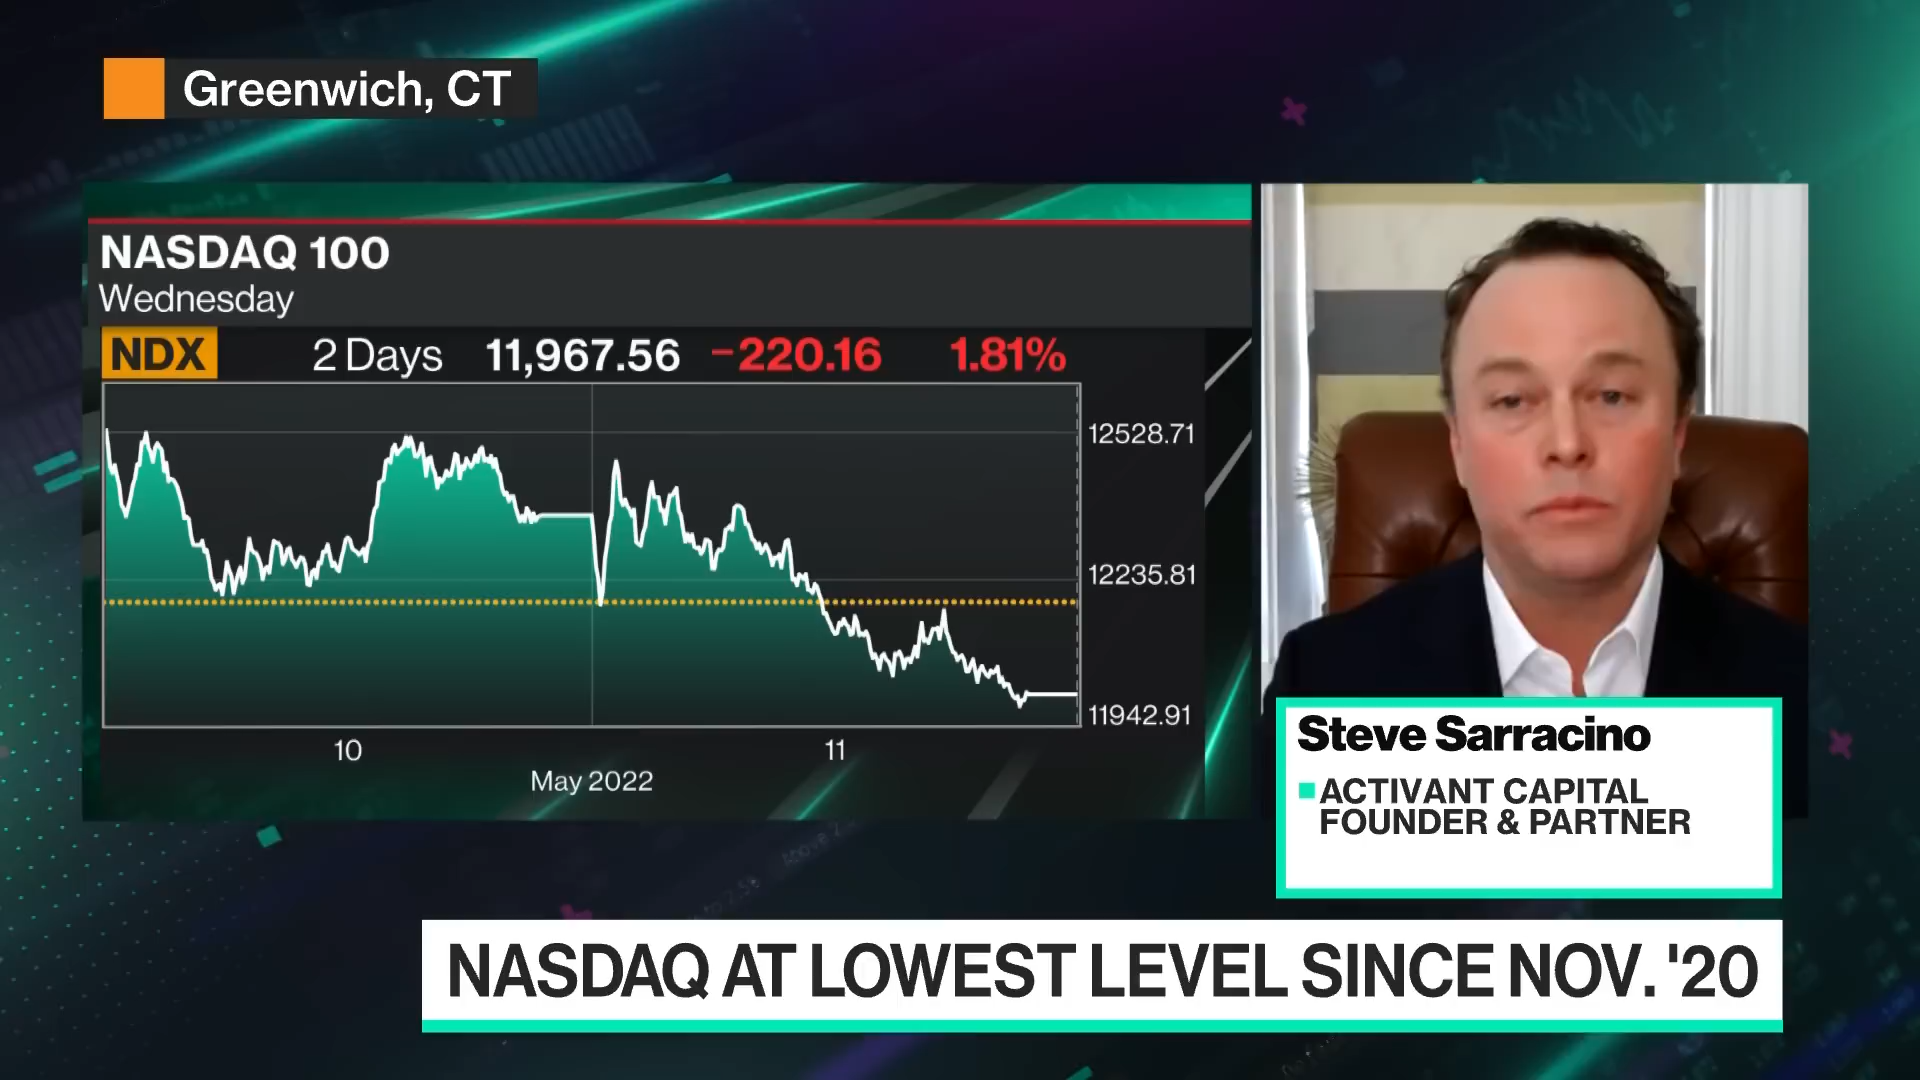 Greenwich, CT
NASDAQ 100
Wednesday
NDX 2 Days 11,967.56 -220.16 1.81%
12528.71
12235.81
11942.91
10 11
May 2022
Steve Sarracino
ACTIVANT CAPITAL
FOUNDER & PARTNER
NASDAQ AT LOWEST LEVEL SINCE NOV. '20